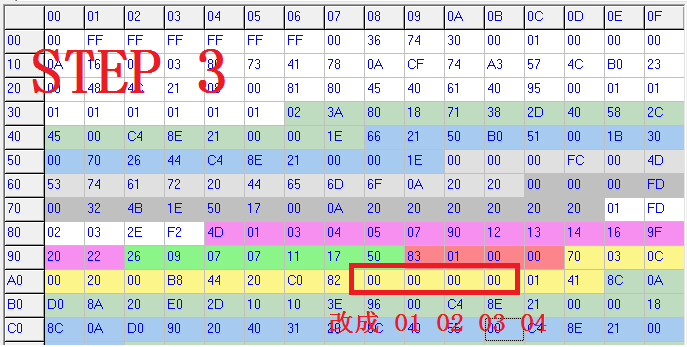 00 01 02 03 04 05 06 07 08 09 0A 0B 0C 0D 0E 0F
00 00 FF FF FF FF FF FF 00 36 74 30 00 01 00 00 00
10 0A 16 03 73 41 78 0A CF 74 A3 57 4C B0 23
STEP 3
20 48 4C 21 08 00 81 80 45 40 61 40 95 00 01 01
30 01 01 01 01 01 01 02 3A 80 18 71 38 2D 40 58 2C
40 45 00 C4 8E 21 00 00 1E 66 21 50 B0 51 00 1B 30
50 00 70 26 44 C4 8E 21 00 00 1E 00 00 00 FC 00 4D
60 53 74 61 72 20 44 65 6D 6F 0A 20 20 00 00 00 FD
70 00 32 4B 1E 50 17 00 0A 20 20 20 20 20 20 01 FD
80 02 03 2E F2 4D 01 03 04 05 07 90 12 13 14 16 9F
90 20 22 26 09 07 07 11 17 50 83 01 00 00 70 03 0C
A0 00 20 00 B8 44 20 C0 82 00 00 00 00 01 41 8C 0A
B0 D0 8A 20 E0 2D 10 10 3E 96 00 C4 8E 21 00 00 18
改成 01 02 03 04
C0 8C 0A D0 90 20 40 31 20 0C 40 55 00 C4 8E 21 00